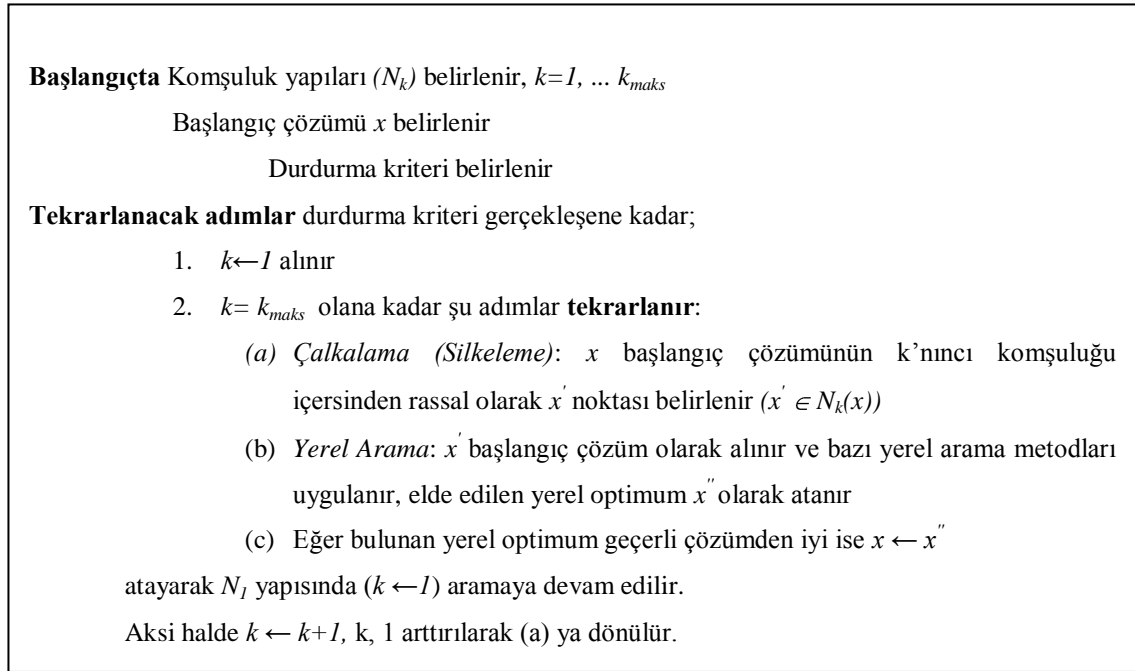 Başlangıçta Komşuluk yapıları (Nk) belirlenir, k=1, ... kmaks
Başlangıç çözümü x belirlenir
Durdurma kriteri belirlenir
Tekrarlanacak adımlar durdurma kriteri gerçekleşene kadar;
1. k←1 alınır
2. k= kmaks olana kadar şu adımlar tekrarlanır:
(a) Çalkalama (Silkeleme): x başlangıç çözümünün k’nıncı komşuluğu
içersinden rassal olarak x' noktası belirlenir (x' ∈ Nk(x))
(b) Yerel Arama: x' başlangıç çözüm olarak alınır ve bazı yerel arama metodları
uygulanır, elde edilen yerel optimum x'' olarak atanır
(c) Eğer bulunan yerel optimum geçerli çözümden iyi ise x ← x''
atayarak N1 yapısında (k ←1) aramaya devam edilir.
Aksi halde k ← k+1, k, 1 arttırılarak (a) ya dönülür.